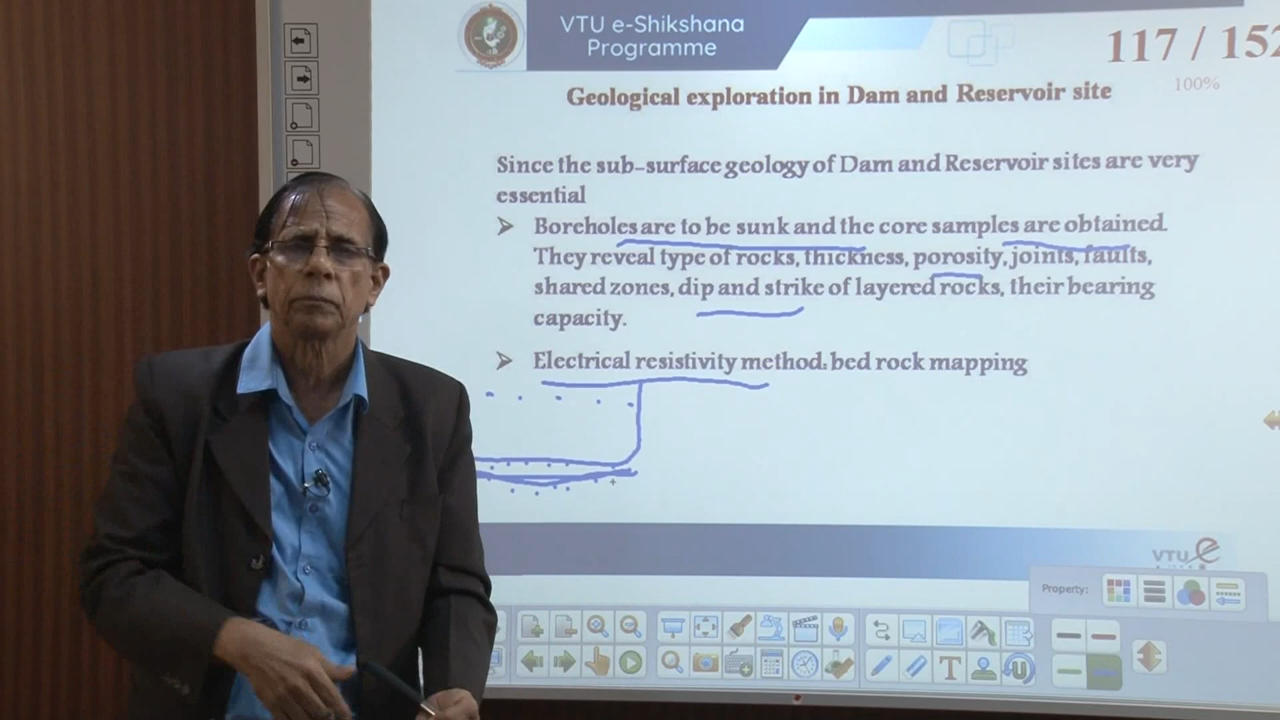 VTU e-Shikshana
Programme
117 / 152
100%
Geological exploration in Dam and Reservoir site
Since the sub-surface geology of Dam and Reservoir sites are very
essential
➢ Boreholes are to be sunk and the core samples are obtained.
They reveal type of rocks, thickness, porosity, joints, faults,
shared zones, dip and strike of layered rocks, their bearing
capacity.
➢ Electrical resistivity method: bed rock mapping
VTU e
Property:
T